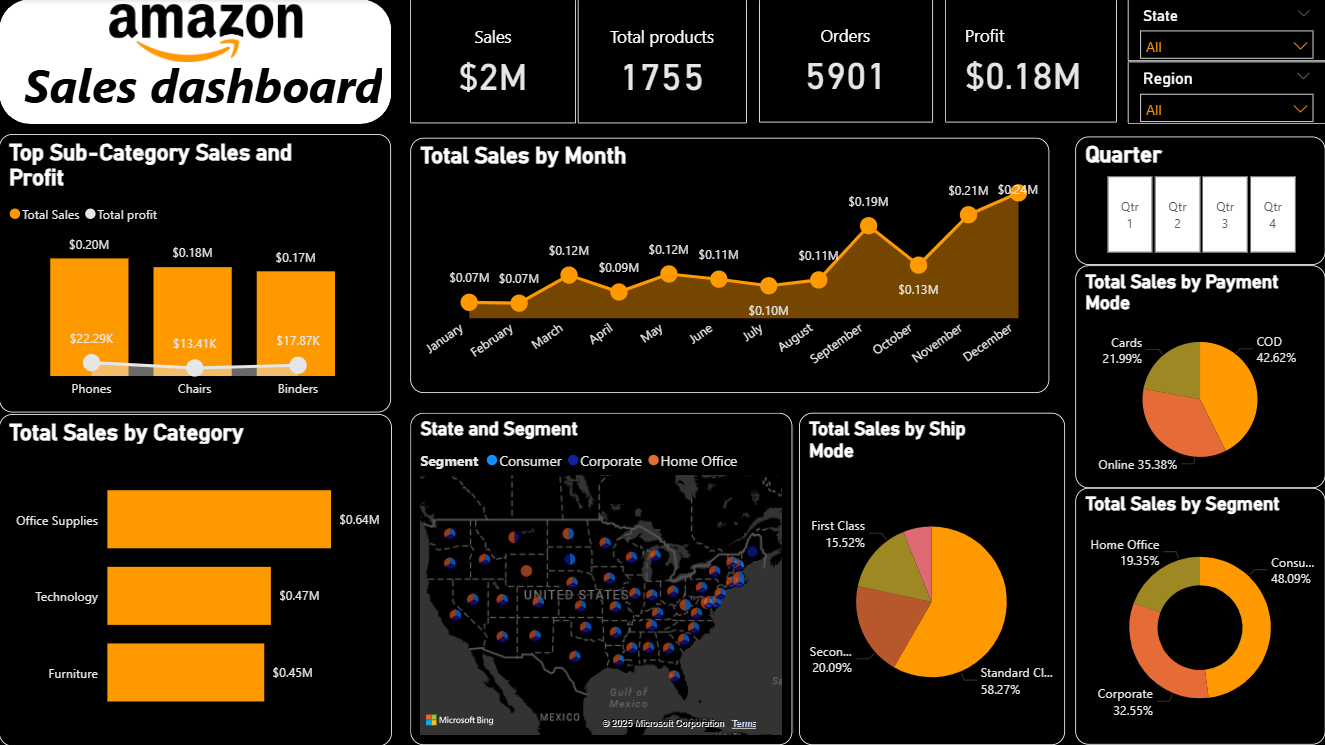 amazon
Sales dashboard
Sales
$2M
Total products
1755
Orders
5901
Profit
$0.18M
State
All
Region
All
Top Sub-Category Sales and
Profit
Total Sales Total profit
$0.20M
$0.18M
$0.17M
$22.29K
$13.41K
$17.87K
Phones
Chairs
Binders
Total Sales by Month
$0.07M
$0.07M
$0.12M
$0.09M
$0.12M
$0.11M
$0.10M
$0.11M
$0.19M
$0.13M
$0.21M
$0.24M
January
February
March
April
May
June
July
August
September
October
November
December
Quarter
Qtr
1
Qtr
2
Qtr
3
Qtr
4
Total Sales by Payment
Mode
Cards
21.99%
COD
42.62%
Online 35.38%
Total Sales by Category
Office Supplies
$0.64M
Technology
$0.47M
Furniture
$0.45M
State and Segment
Segment Consumer Corporate Home Office
UNITED STATES
Gulf of
Mexico
MEXICO
Sa
Microsoft Bing
© 2025 Microsoft Corporation Terms
Total Sales by Ship
Mode
First Class
15.52%
Secon...
20.09%
Standard Cl...
58.27%
Total Sales by Segment
Home Office
19.35%
Consu...
48.09%
Corporate
32.55%